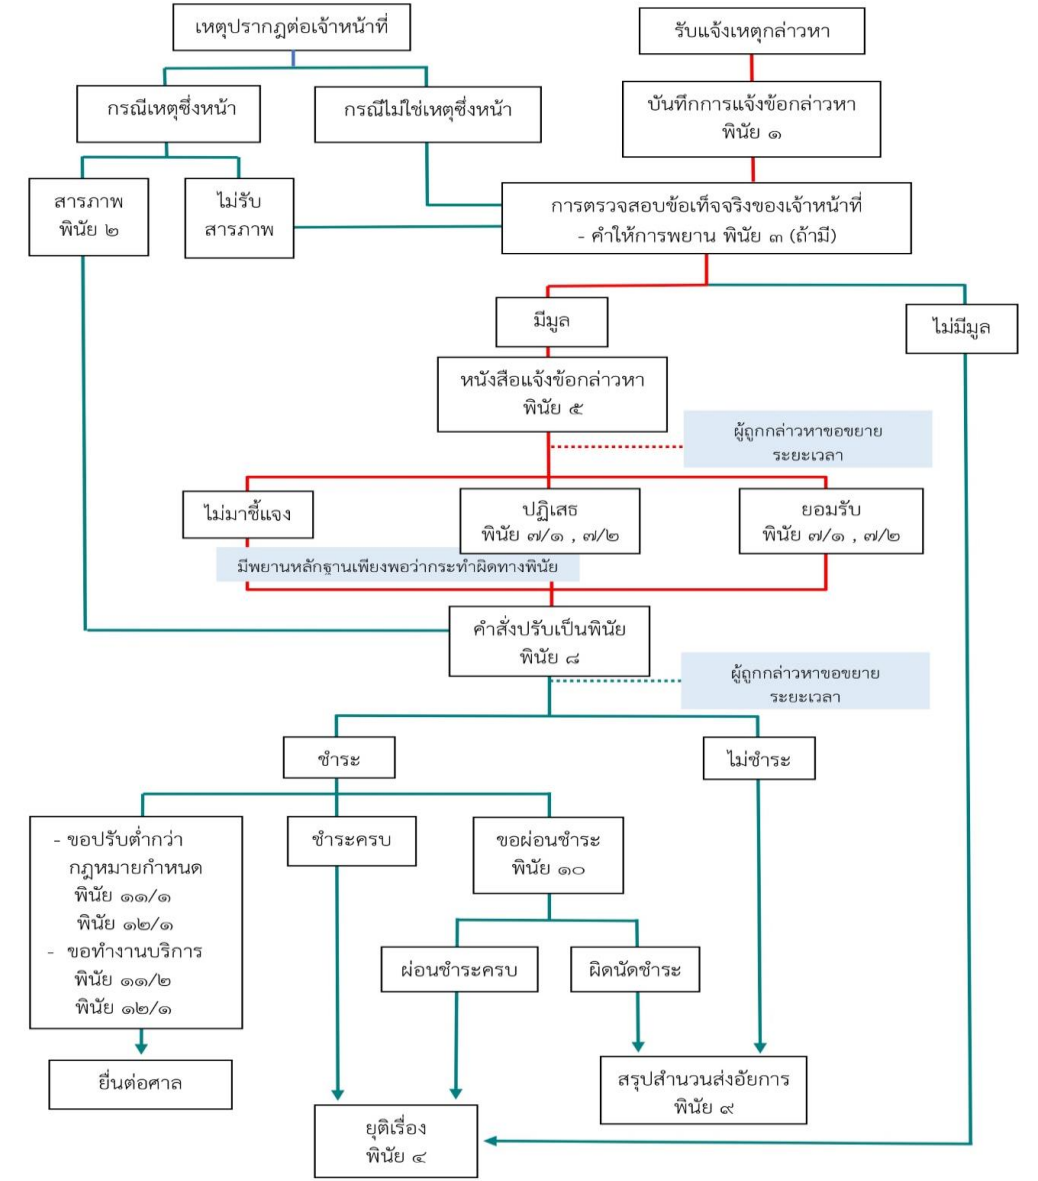 เหตุปรากฎต่อเจ้าหน้าที่
รับแจ้งเหตุกล่าวหา
กรณีเหตุซึ่งหน้า
กรณีไม่ใช่เหตุซึ่งหน้า
บันทึกการแจ้งข้อกล่าวหา
พินัย ๑
สารภาพ
พินัย ๒
ไม่รับ
สารภาพ
การตรวจสอบข้อเท็จจริงของเจ้าหน้าที่
- คำให้การพยาน พินัย ๓ (ถ้ามี)
มีมูล
ไม่มีมูล
หนังสือแจ้งข้อกล่าวหา
พินัย ๕
ผู้ถูกกล่าวหาขอขยาย
ระยะเวลา
ไม่มาชี้แจง
ปฏิเสธ
พินัย ๗/๑ , ๗/๒
ยอมรับ
พินัย ๗/๑ , ๗/๒
มีพยานหลักฐานเพียงพอว่ากระทำผิดทางพินัย
คำสั่งปรับเป็นพินัย
พินัย ๘
ผู้ถูกกล่าวหาขอขยาย
ระยะเวลา
ชำระ
ไม่ชำระ
- ขอปรับต่ำกว่า
กฎหมายกำหนด
พินัย ๑๑/๑
พินัย ๑๒/๑
- ขอทำงานบริการ
พินัย ๑๑/๒
พินัย ๑๒/๑
ชำระครบ
ขอผ่อนชำระ
พินัย ๑๐
ผ่อนชำระครบ
ผิดนัดชำระ
ยื่นต่อศาล
สรุปสำนวนส่งอัยการ
พินัย ๙
ยุติเรื่อง
พินัย ๔